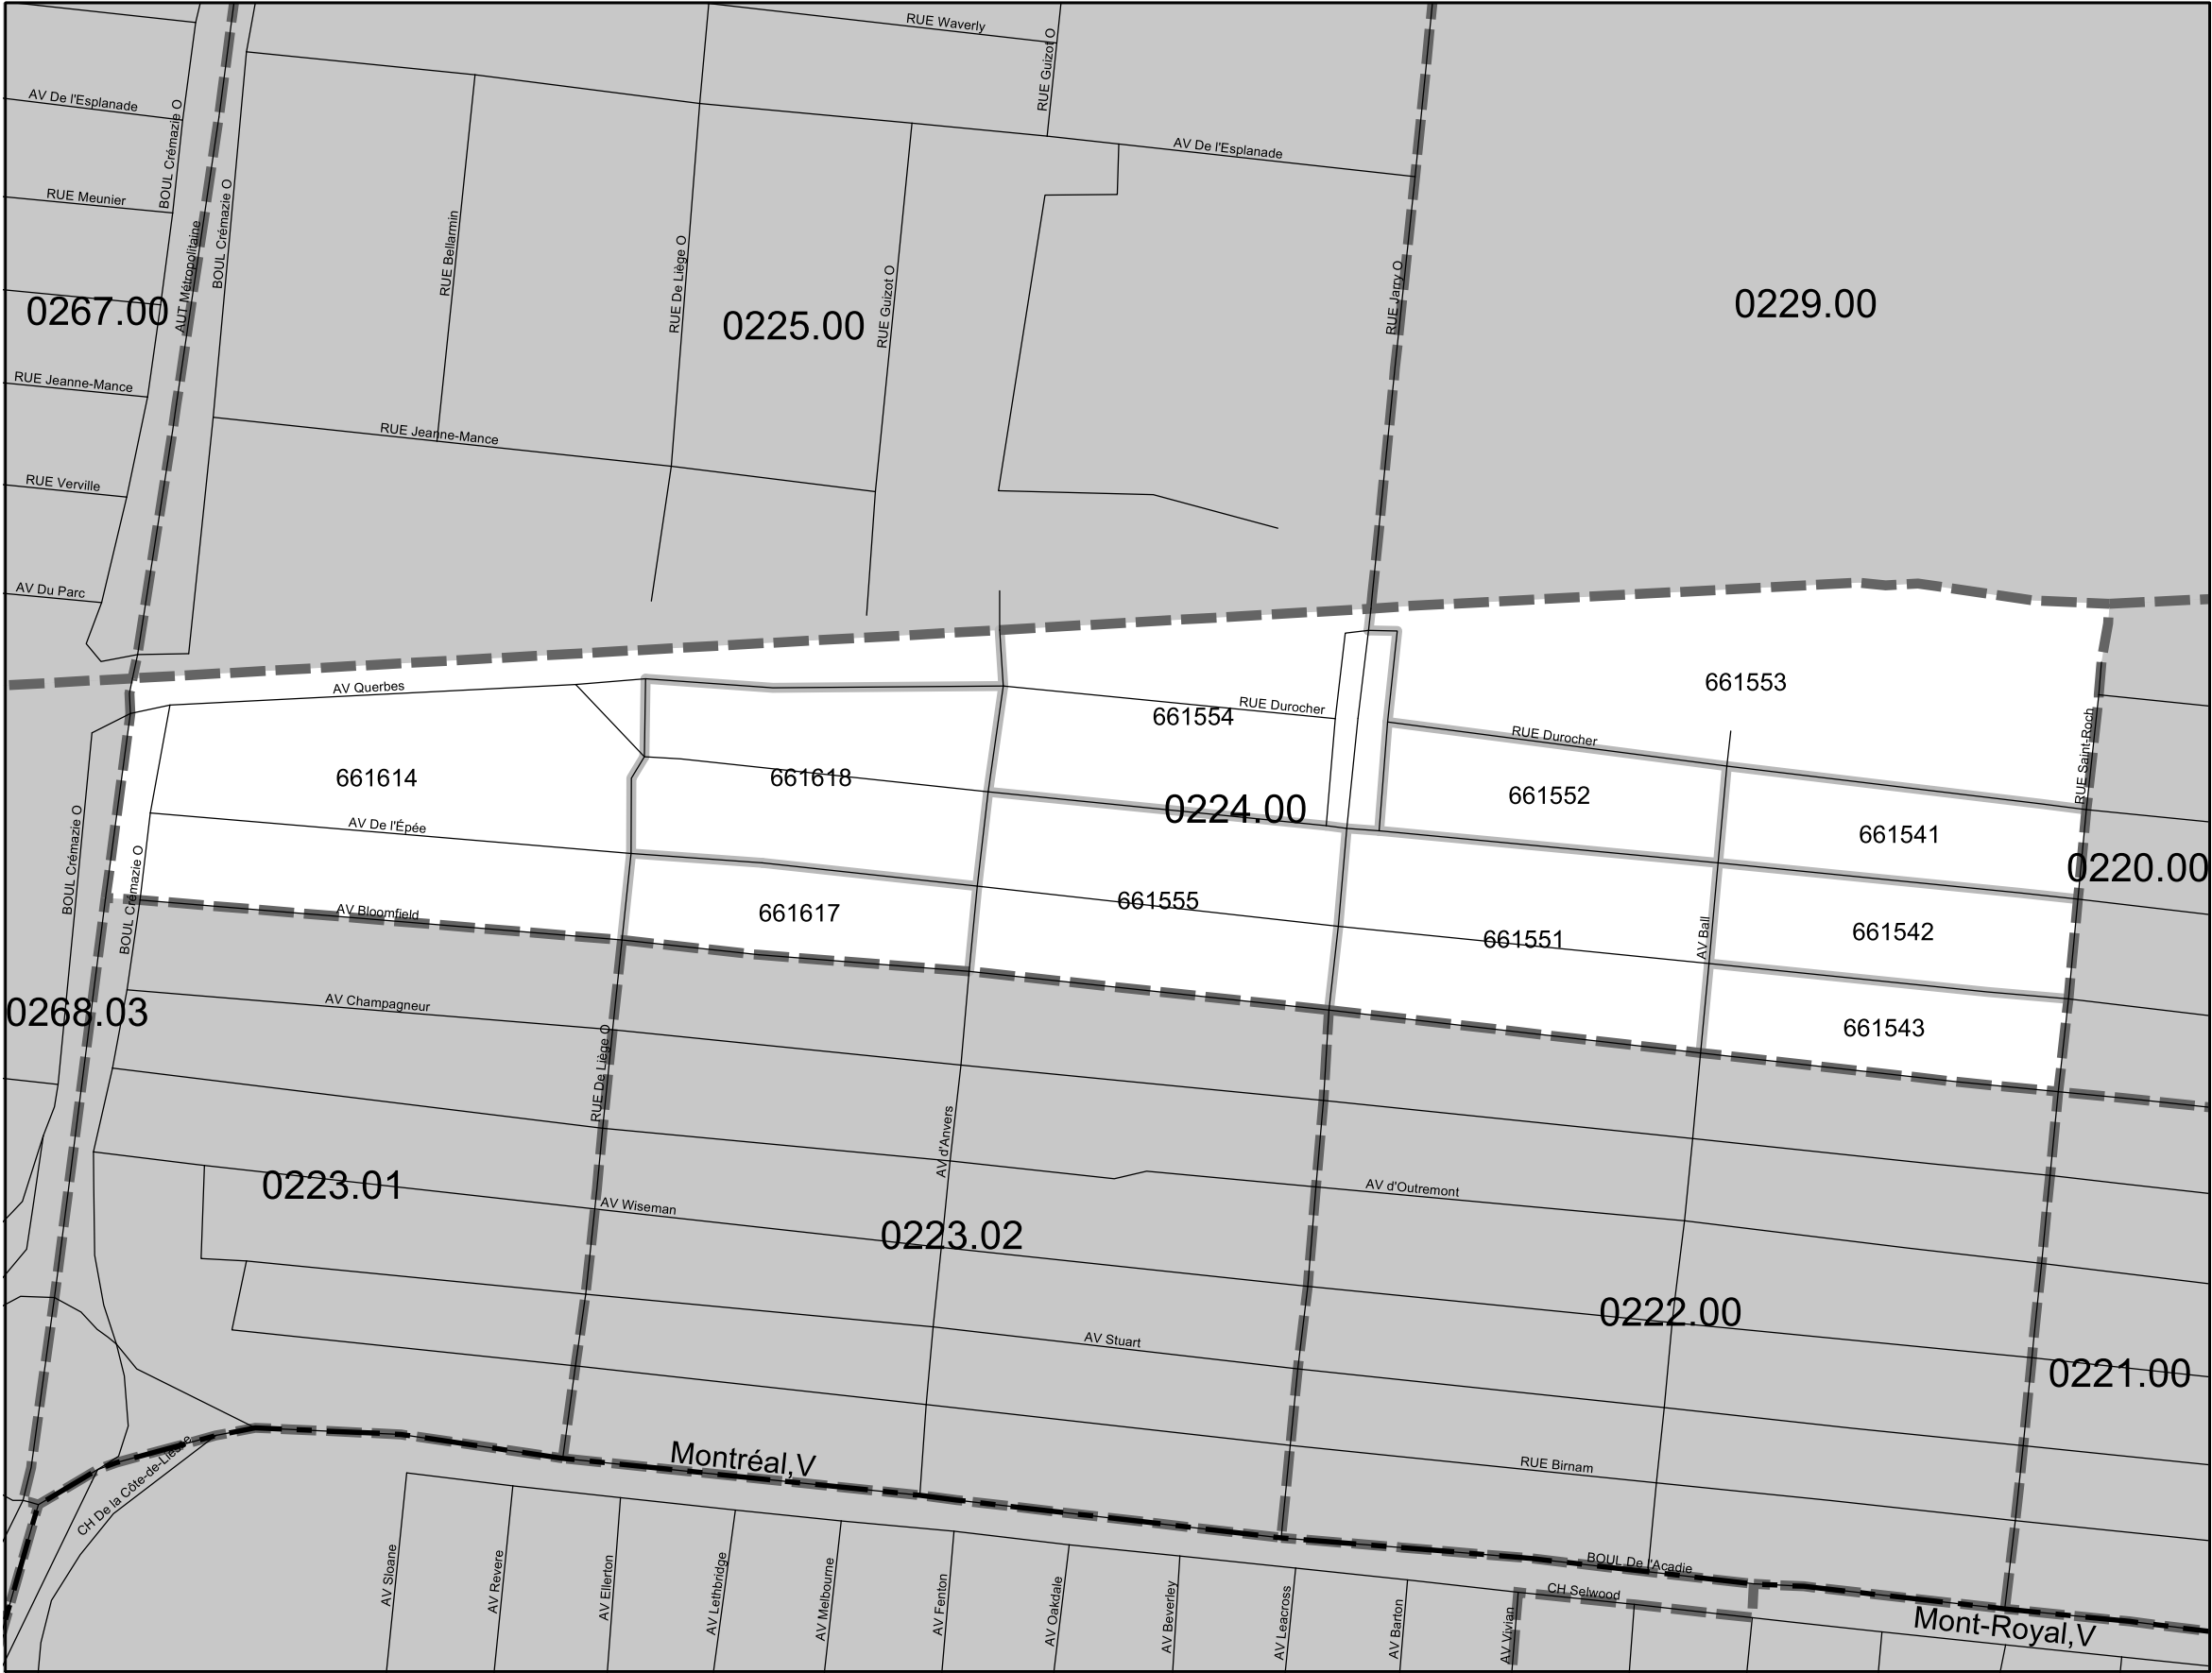 RUE Waverly
RUE Guizot O
AV De l'Esplanade
BOUL Crémazie O
AV De l'Esplanade
RUE Meunier
BOUL Crémazie O
AUT Métropolitaine
RUE Bellarmin
RUE De Liège O
RUE Guizot O
RUE Jarry O
0267.00
0225.00
0229.00
RUE Jeanne-Mance
RUE Jeanne-Mance
RUE Verville
AV Du Parc
AV Querbes
661553
RUE Durocher
661554
RUE Durocher
RUE Saint-Roch
661614
661618
661552
0224.00
AV De l'Épée
661541
BOUL Crémazie O
BOUL Crémazie O
0220.00
AV Bloomfield
661617
661555
661551
AV Ball
661542
AV Champagneur
0268.03
661543
RUE De Liège O
AV d'Anvers
0223.01
AV Wiseman
AV d'Outremont
0223.02
0222.00
AV Stuart
0221.00
Montréal,V
CH De la Côte-de-Liesse
RUE Birnam
BOUL De l'Acadie
CH Selwood
AV Sloane
AV Revere
AV Ellerton
AV Lethbridge
AV Melbourne
AV Fenton
AV Oakdale
AV Beverley
AV Leacross
AV Barton
AV Vivian
Mont-Royal,V